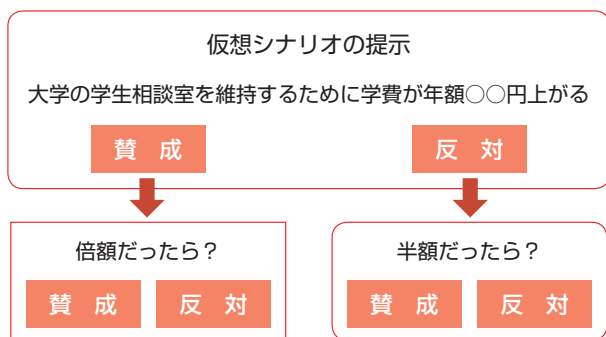 仮想シナリオの提示
大学の学生相談室を維持するために学費が年額○○円上がる
賛 成
反 対
倍額だったら？
賛 成
反 対
半額だったら？
賛 成
反 対